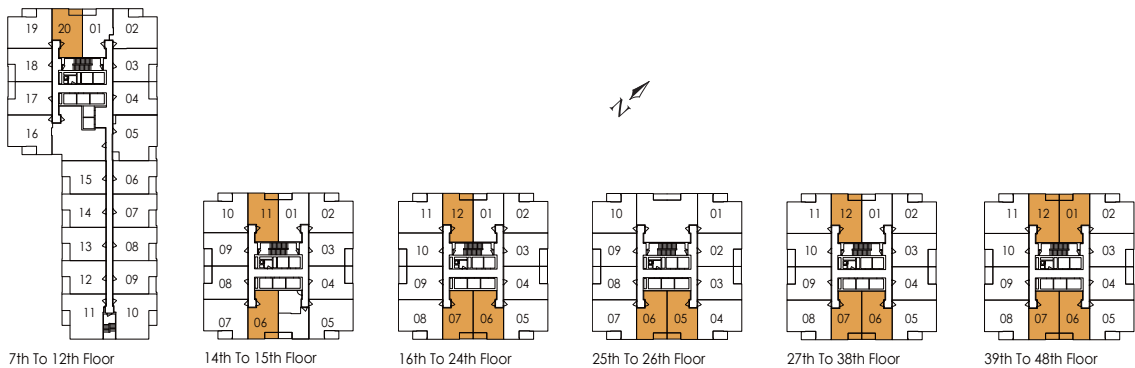 19 20 01 02
18 03
17 04
16 05
15 06
14 07
13 08
12 09
11 10
7th To 12th Floor
N
10 11 01 02
09 03
08 04
07 06 05
14th To 15th Floor
11 12 01 02
10 03
09 04
08 07 06 05
16th To 24th Floor
10 01
09 02
08 03
07 06 05 04
25th To 26th Floor
11 12 01 02
10 03
09 04
08 07 06 05
27th To 38th Floor
11 12 01 02
10 03
09 04
08 07 06 05
39th To 48th Floor